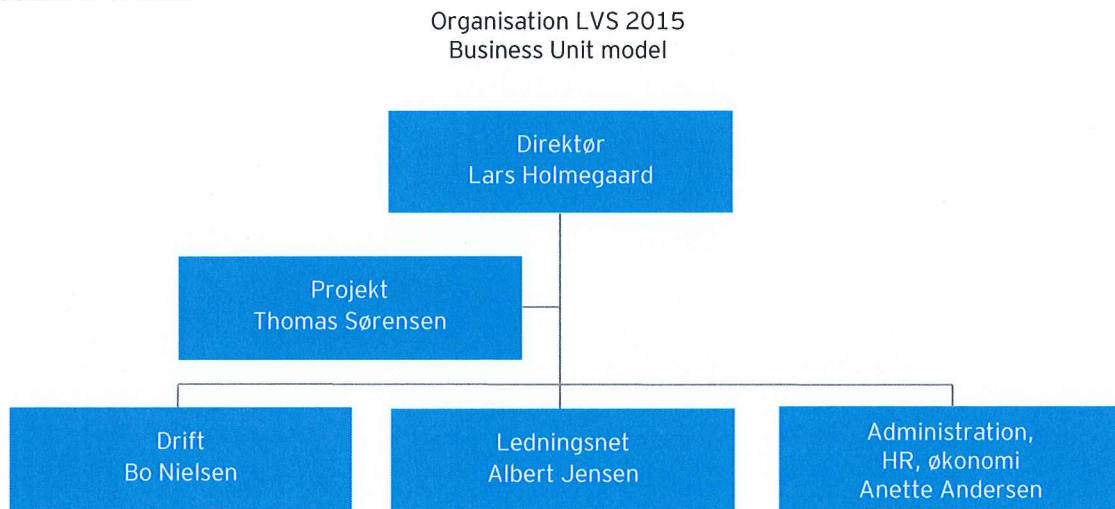 Organisation LVS 2015
Business Unit model
Direktør
Lars Holmegaard
Projekt
Thomas Sørensen
Drift
Bo Nielsen
Ledningsnet
Albert Jensen
Administration,
HR, økonomi
Anette Andersen